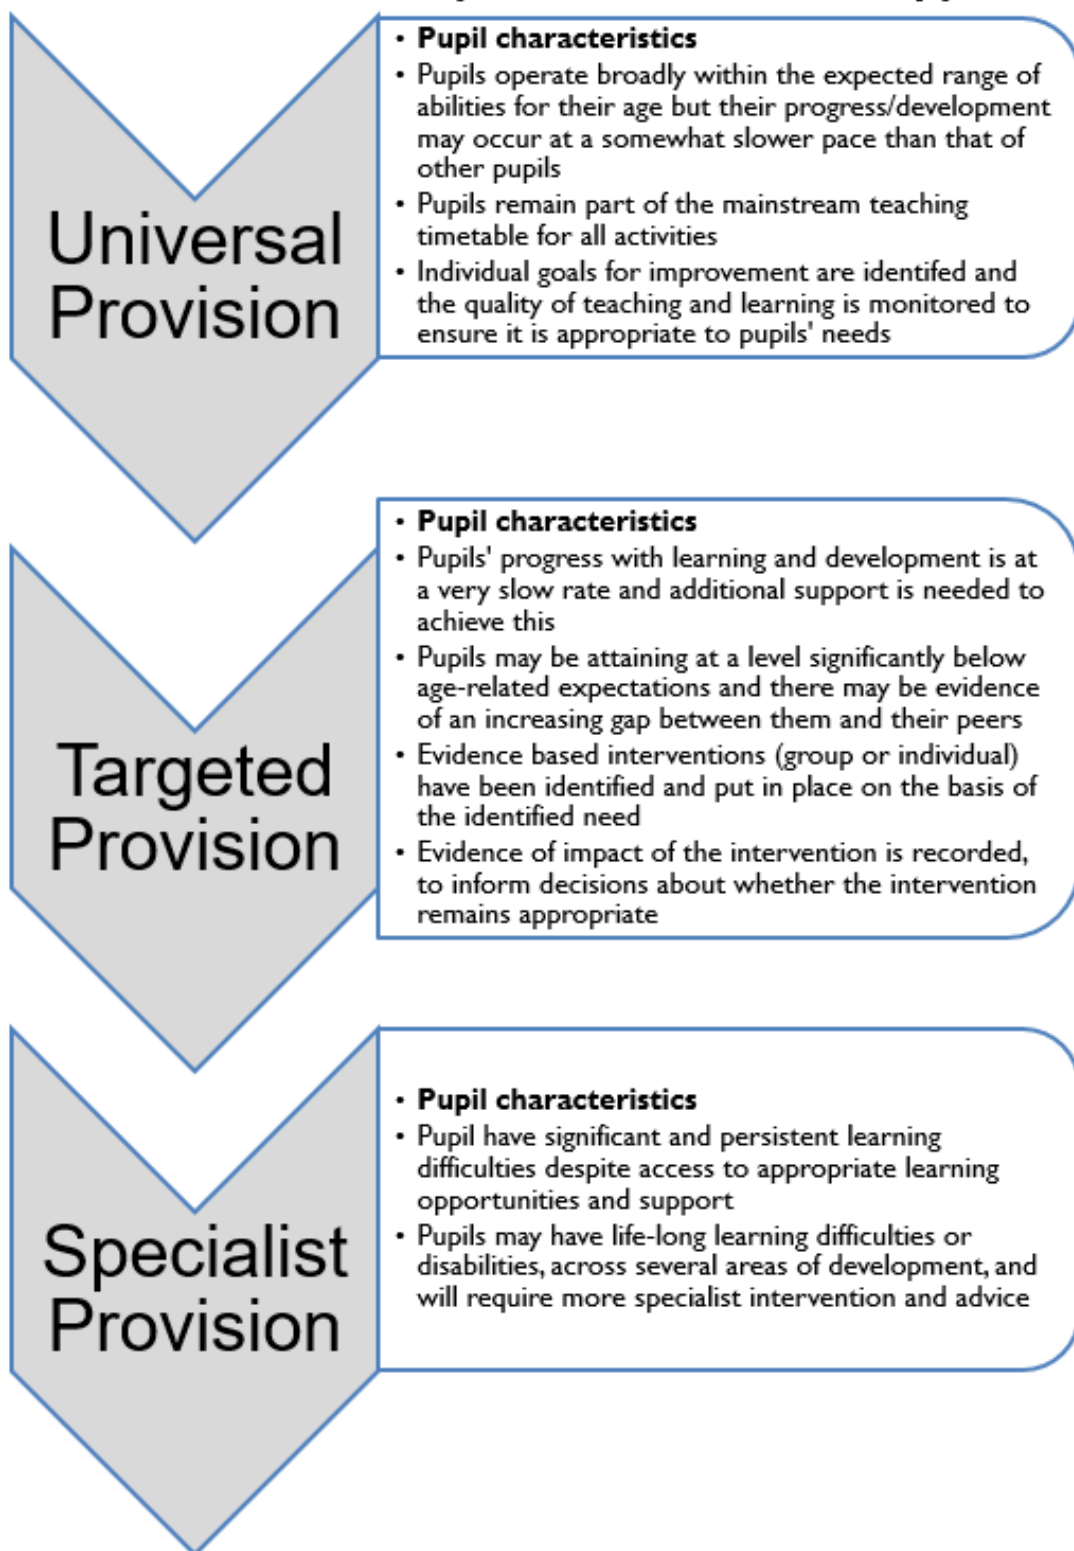 Universal
Provision
• Pupil characteristics
• Pupils operate broadly within the expected range of
abilities for their age but their progress/development
may occur at a somewhat slower pace than that of
other pupils
• Pupils remain part of the mainstream teaching
timetable for all activities
• Individual goals for improvement are identifed and
the quality of teaching and learning is monitored to
ensure it is appropriate to pupils' needs
Targeted
Provision
• Pupil characteristics
• Pupils' progress with learning and development is at
a very slow rate and additional support is needed to
achieve this
• Pupils may be attaining at a level significantly below
age-related expectations and there may be evidence
of an increasing gap between them and their peers
• Evidence based interventions (group or individual)
have been identified and put in place on the basis of
the identified need
• Evidence of impact of the intervention is recorded,
to inform decisions about whether the intervention
remains appropriate
Specialist
Provision
• Pupil characteristics
• Pupil have significant and persistent learning
difficulties despite access to appropriate learning
opportunities and support
• Pupils may have life-long learning difficulties or
disabilities, across several areas of development, and
will require more specialist intervention and advice